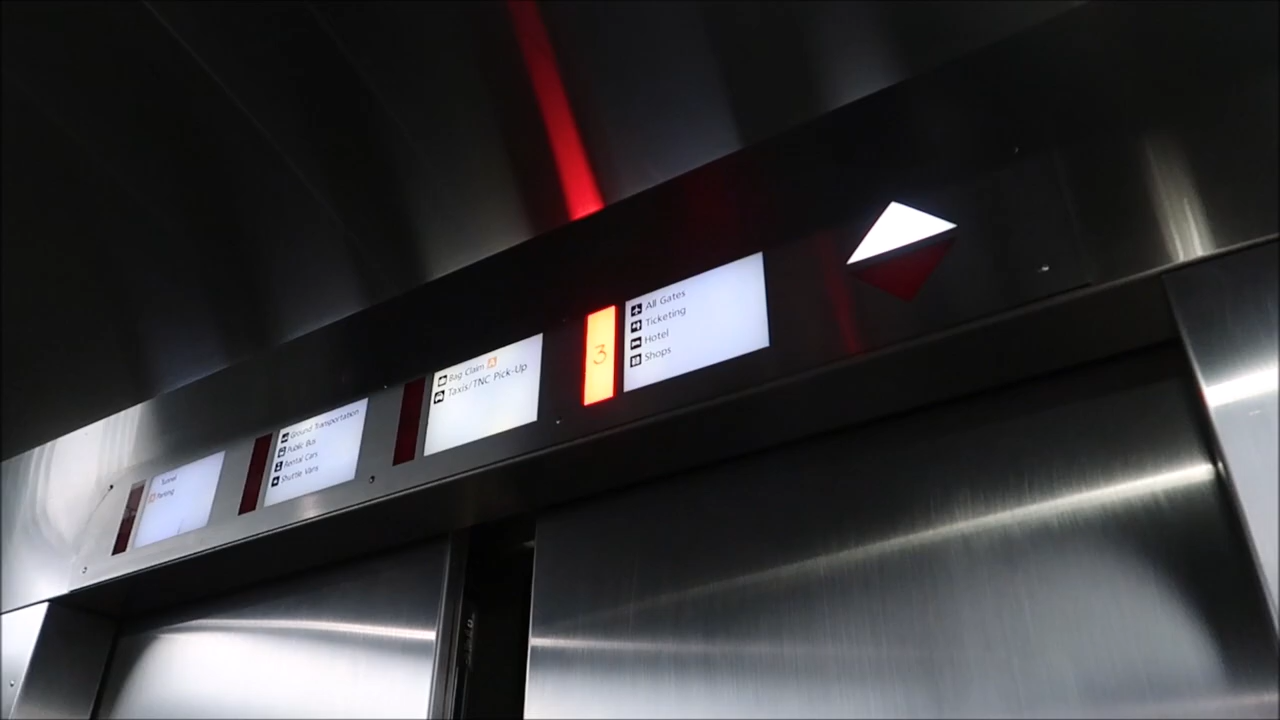 Tunnel
A Parking
Ground Transportation
Public Bus
Rental Cars
Shuttle Vans
Bag Claim A
Taxis/TNC Pick-Up
3
All Gates
Ticketing
Hotel
Shops